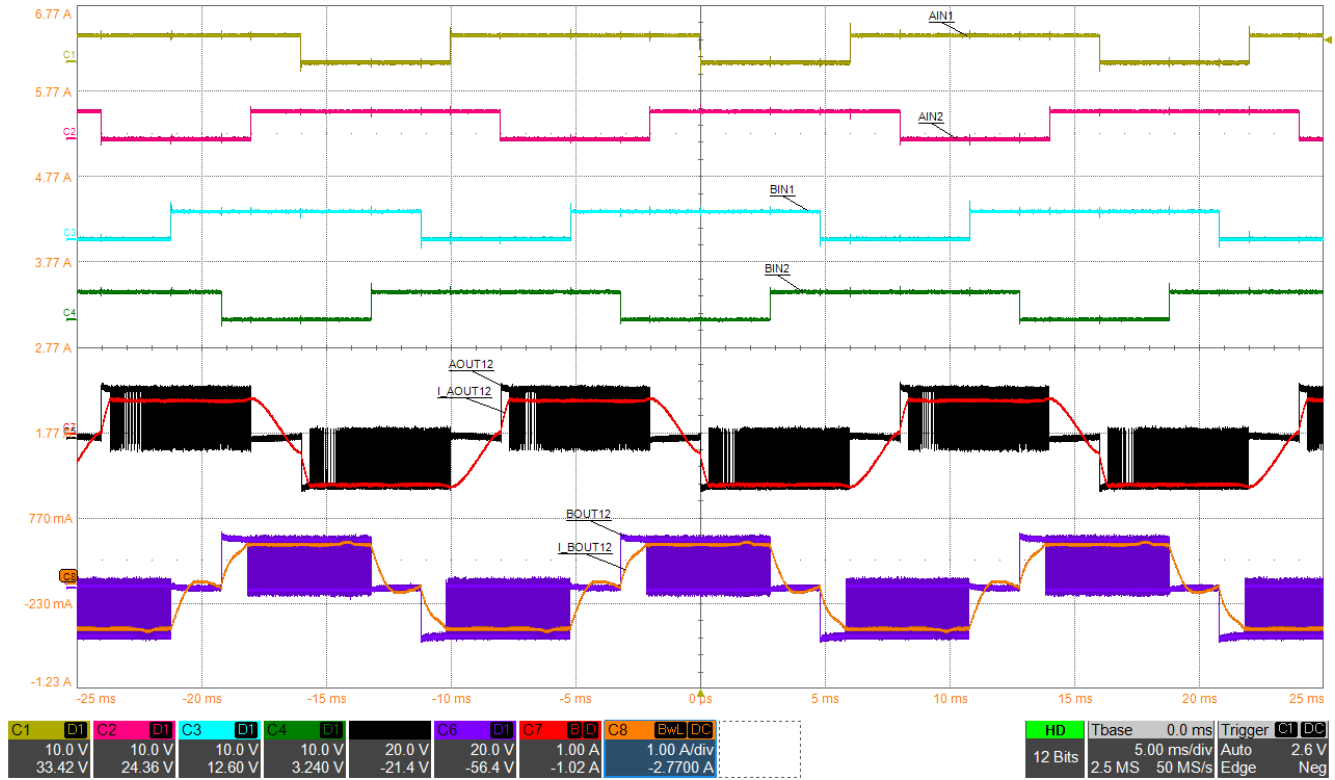 6.77 A
AIN1
C1
5.77 A
C2
AIN2
4.77 A
BIN1
C3
3.77 A
BIN2
C4
2.77 A
AOUT12
I_AOUT12
1.77 A
770 mA
BOUT12
I_BOUT12
C8
-230 mA
-1.23 A
-25 ms -20 ms -15 ms -10 ms -5 ms 0 ps 5 ms 10 ms 15 ms 20 ms 25 ms
C1 D1 C2 D1 C3 D1 C4 D1 C6 D1 C7 B D C8 BwL DC HD Tbase 0.0 ms Trigger C1 DC
10.0 V 10.0 V 10.0 V 10.0 V 20.0 V 20.0 V 1.00 A 1.00 A/div 12 Bits 5.00 ms/div Auto 2.6 V
33.42 V 24.36 V 12.60 V 3.240 V -21.4 V -56.4 V -1.02 A -2.7700 A 2.5 MS 50 MS/s Edge Neg